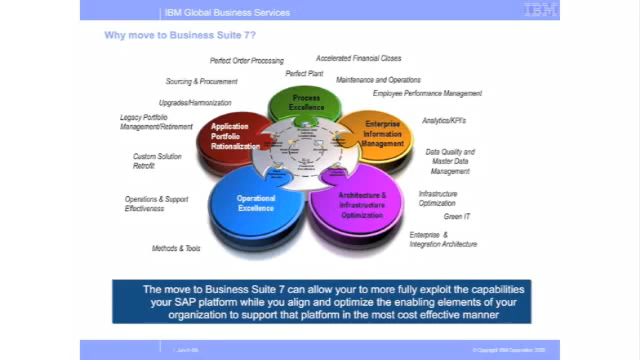 IBM Global Business Services
IBM
Why move to Business Suite 7?
Perfect Order Processing
Accelerated Financial Closes
Sourcing & Procurement
Perfect Plant
Maintenance and Operations
Upgrades/Harmonization
Employee Performance Management
Process
Excellence
Legacy Portfolio
Management/Retirement
Application
Portfolio
Rationalization
Enterprise
Information
Management
Analytics/KPI's
Custom Solution
Retrofit
Data Quality and
Master Data
Management
Operations & Support
Effectiveness
Operational
Excellence
Architecture &
Infrastructure
Optimization
Infrastructure
Optimization
Green IT
Methods & Tools
Enterprise &
Integration Architecture
The move to Business Suite 7 can allow your to more fully exploit the capabilities
your SAP platform while you align and optimize the enabling elements of your
organization to support that platform in the most cost effective manner
© Copyright IBM Corporation